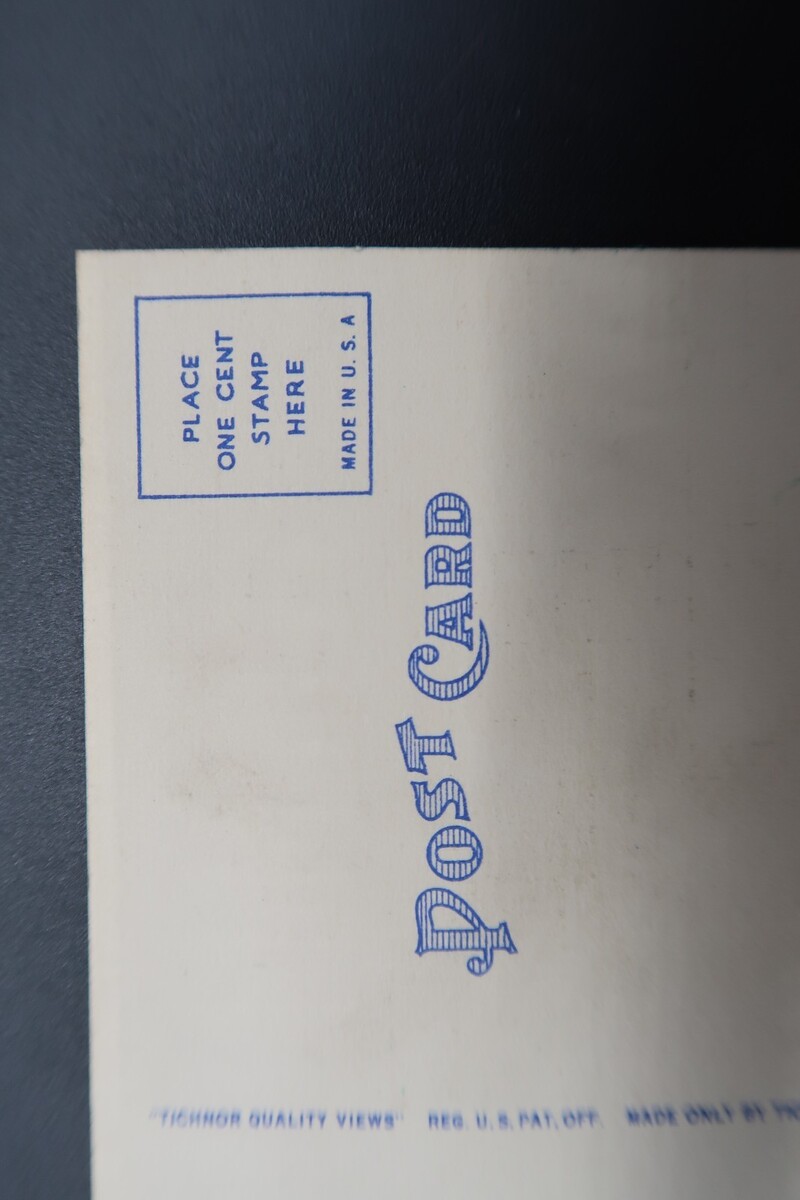 PLACE
ONE CENT
STAMP
HERE
MADE IN U. S. A
POST CARD
"TICHNOR QUALITY VIEWS" REG. U. S. PAT. OFF. MADE ONLY BY